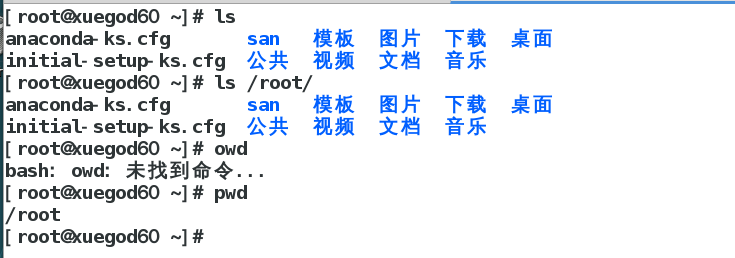 [root@xuegod60 ~]# ls
anaconda-ks.cfg       san   模板  图片  下载  桌面
initial-setup-ks.cfg  公共  视频  文档  音乐
[root@xuegod60 ~]# ls /root/
anaconda-ks.cfg       san   模板  图片  下载  桌面
initial-setup-ks.cfg  公共  视频  文档  音乐
[root@xuegod60 ~]# owd
bash: owd: 未找到命令...
[root@xuegod60 ~]# pwd
/root
[root@xuegod60 ~]#